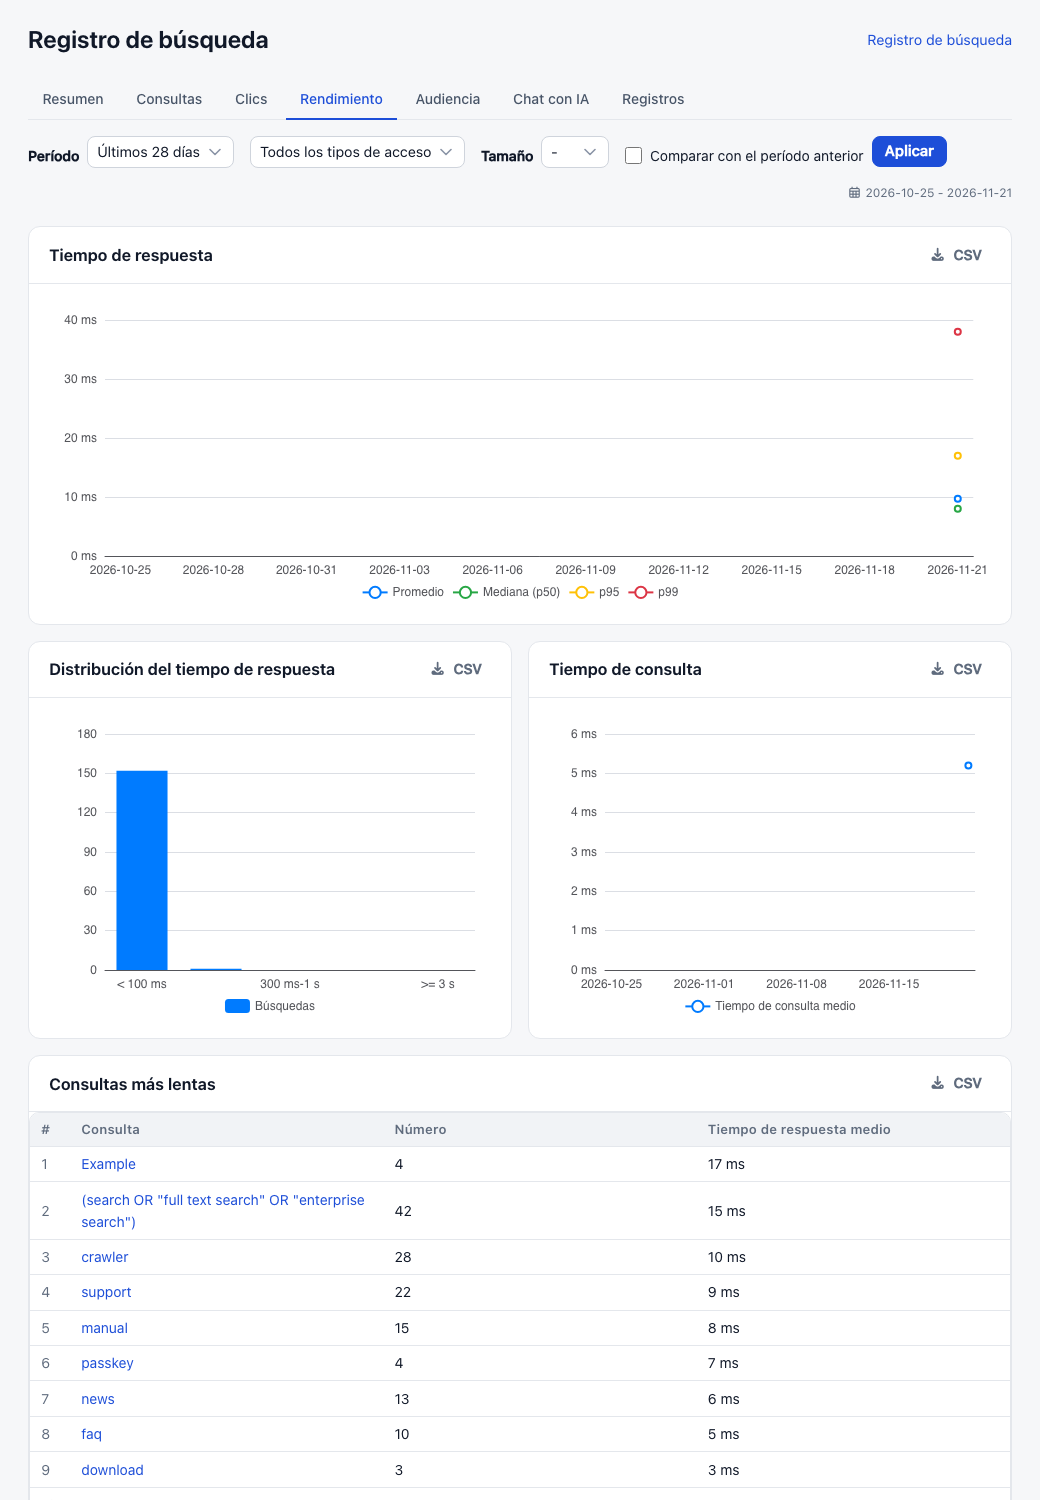 Registro de búsqueda
Registro de búsqueda
Resumen
Consultas
Clics
Rendimiento
Audiencia
Chat con IA
Registros
Período
Últimos 28 días
Todos los tipos de acceso
Tamaño
-
Comparar con el período anterior
Aplicar
2026-10-25 - 2026-11-21
Tiempo de respuesta
CSV
40 ms
30 ms
20 ms
10 ms
0 ms
2026-10-25
2026-10-28
2026-10-31
2026-11-03
2026-11-06
2026-11-09
2026-11-12
2026-11-15
2026-11-18
2026-11-21
Promedio
Mediana (p50)
p95
p99
Distribución del tiempo de respuesta
CSV
180
150
120
90
60
30
0
< 100 ms
300 ms-1 s
>= 3 s
Búsquedas
Tiempo de consulta
CSV
6 ms
5 ms
4 ms
3 ms
2 ms
1 ms
0 ms
2026-10-25
2026-11-01
2026-11-08
2026-11-15
Tiempo de consulta medio
Consultas más lentas
CSV
# Consulta Número Tiempo de respuesta medio
1 Example 4 17 ms
2 (search OR "full text search" OR "enterprise search") 42 15 ms
3 crawler 28 10 ms
4 support 22 9 ms
5 manual 15 8 ms
6 passkey 4 7 ms
7 news 13 6 ms
8 faq 10 5 ms
9 download 3 3 ms